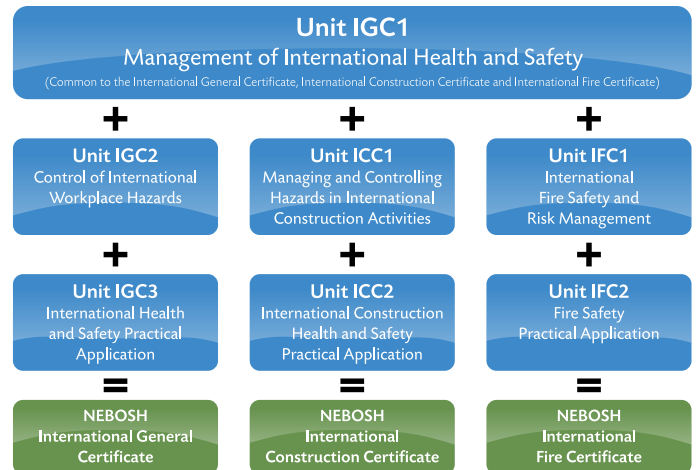 Unit IGC1
Management of International Health and Safety
(Common to the International General Certificate, International Construction Certificate and International Fire Certificate)
+
+
+
Unit IGC2
Control of International
Workplace Hazards
Unit ICC1
Managing and Controlling
Hazards in International
Construction Activities
Unit IFC1
International
Fire Safety and
Risk Management
+
+
+
Unit IGC3
International Health
and Safety Practical
Application
Unit ICC2
International Construction
Health and Safety
Practical Application
Unit IFC2
Fire Safety
Practical Application
=
=
=
NEBOSH
International General
Certificate
NEBOSH
International
Construction Certificate
NEBOSH
International
Fire Certificate